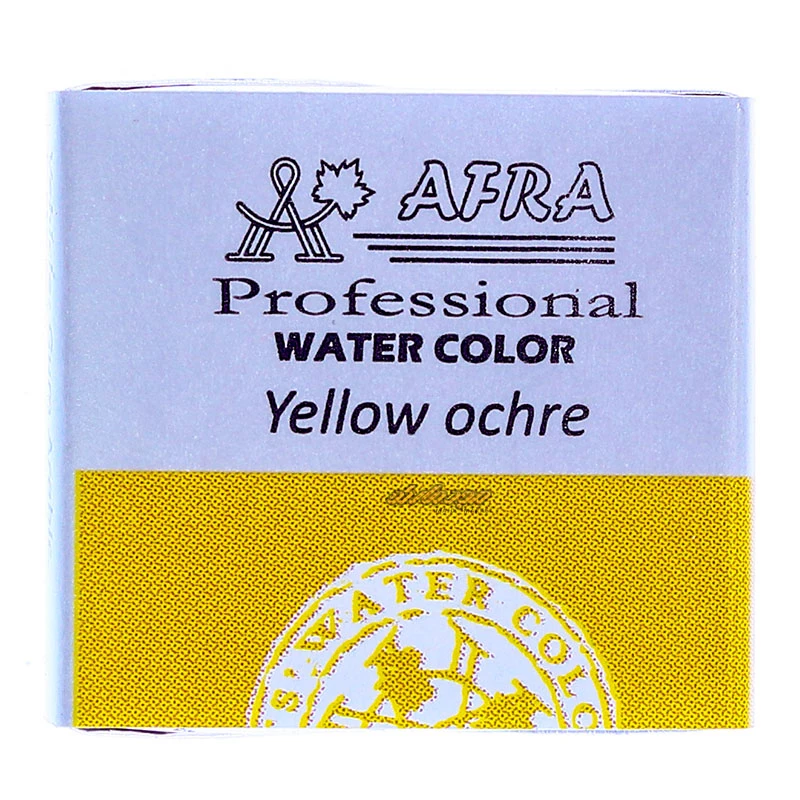 AFRA
Professional
WATER COLOR
Yellow ochre
S' WATER COLO